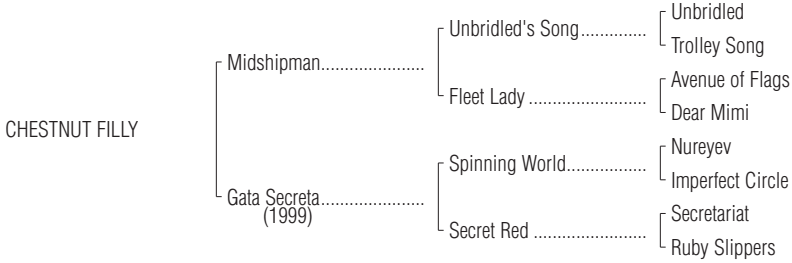 Unbridled
Unbridled's Song..............
Trolley Song
Midshipman......................
Avenue of Flags
Fleet Lady .........................
Dear Mimi
CHESTNUT FILLY
Nureyev
Spinning World.................
Imperfect Circle
Gata Secreta......................
(1999)
Secretariat
Secret Red ........................
Ruby Slippers